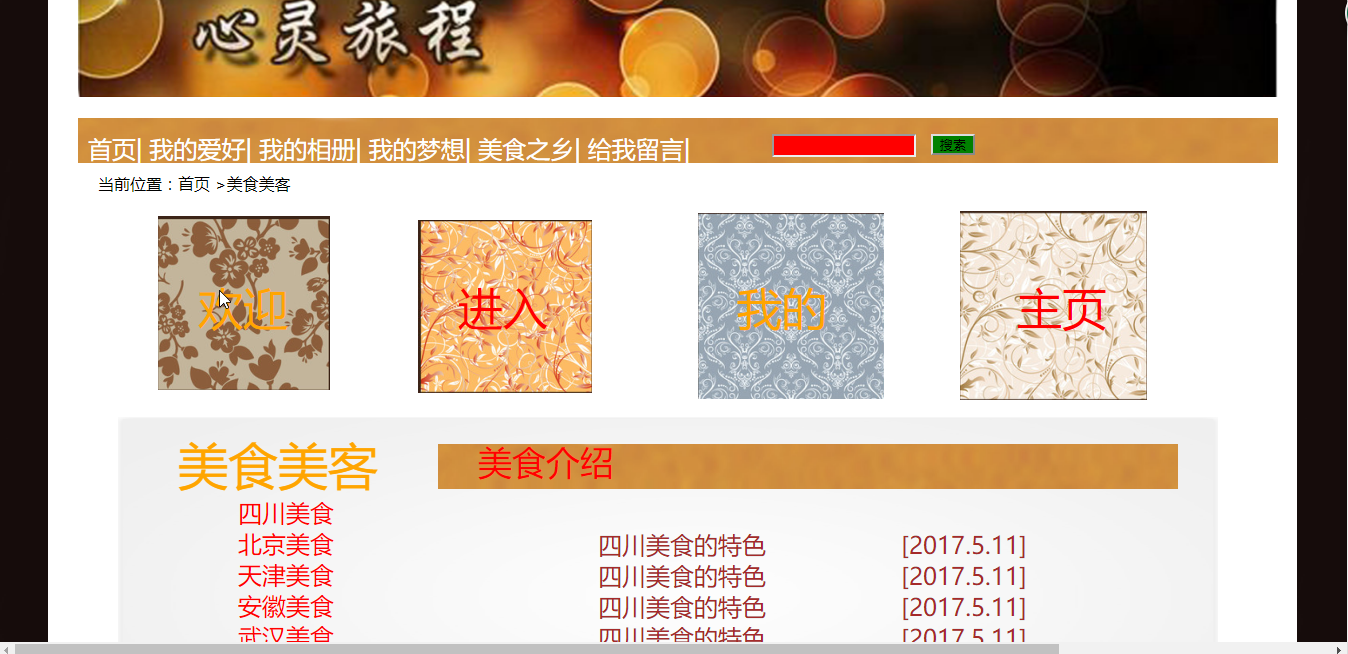 心灵旅程
首页| 我的爱好| 我的相册| 我的梦想| 美食之乡| 给我留言| 搜索
当前位置：首页 >美食美客
欢迎 进入 我的 主页
美食美客 美食介绍
四川美食
北京美食 四川美食的特色 [2017.5.11]
天津美食 四川美食的特色 [2017.5.11]
安徽美食 四川美食的特色 [2017.5.11]
武汉美食 四川美食的特色 [2017.5.11]